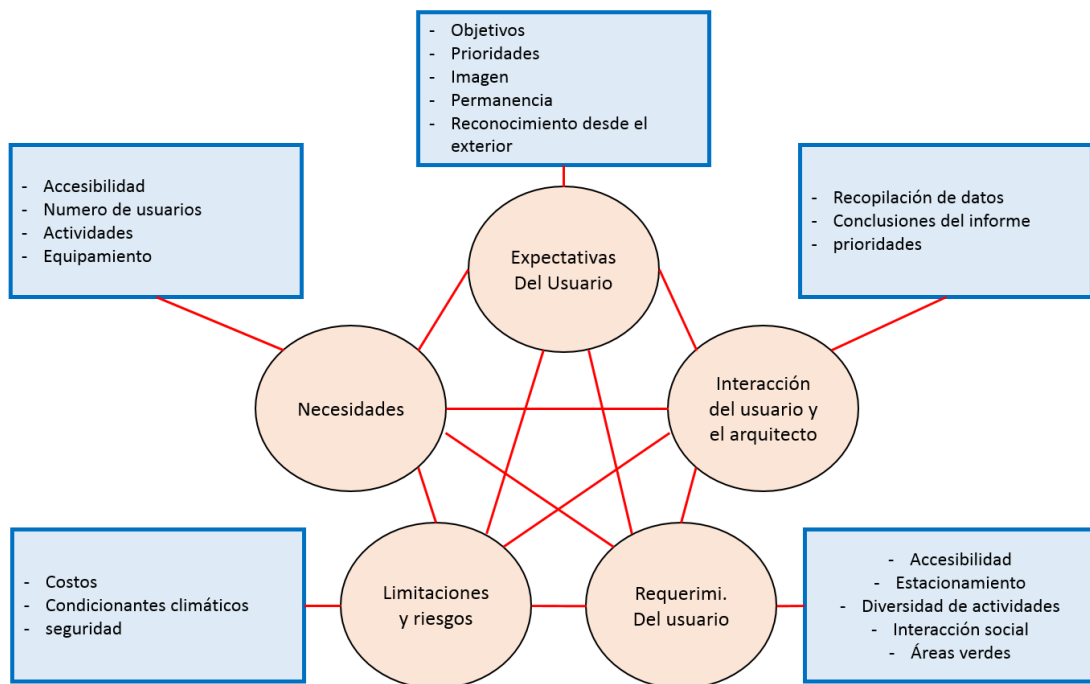 - Objetivos
- Prioridades
- Imagen
- Permanencia
- Reconocimiento desde el
exterior
- Accesibilidad
- Numero de usuarios
- Actividades
- Equipamiento
- Recopilación de datos
- Conclusiones del informe
- prioridades
Expectativas
Del Usuario
Necesidades
Interacción
del usuario y
el arquitecto
- Costos
- Condicionantes climáticos
- seguridad
Limitaciones
y riesgos
Requerimi.
Del usuario
- Accesibilidad
- Estacionamiento
- Diversidad de actividades
- Interacción social
- Áreas verdes